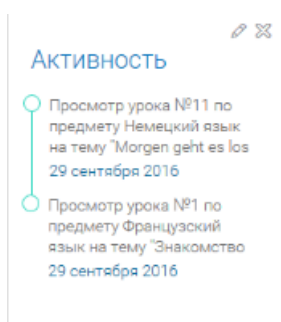 Активность
Просмотр урока №11 по
предмету Немецкий язык
на тему "Morgen geht es los
29 сентября 2016
Просмотр урока №1 по
предмету Французский
язык на тему "Знакомство
29 сентября 2016